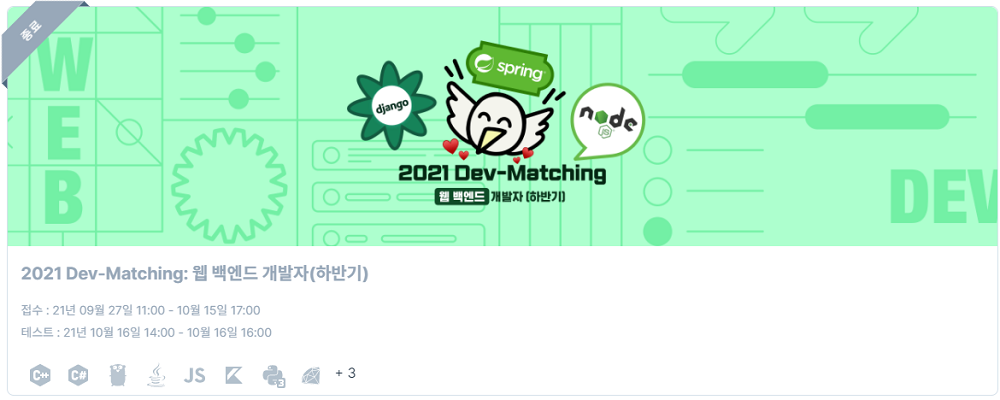 종료
WEB
django
spring
node
JS
2021 Dev-Matching
웹 백엔드 개발자 (하반기)
DEV
2021 Dev-Matching: 웹 백엔드 개발자(하반기)
접수 : 21년 09월 27일 11:00 - 10월 15일 17:00
테스트 : 21년 10월 16일 14:00 - 10월 16일 16:00
C++ C# JS 3 + 3